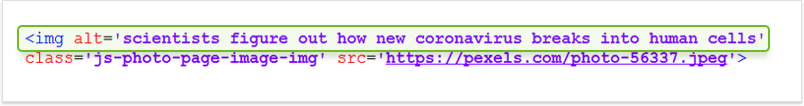 <img alt='scientists figure out how new coronavirus breaks into human cells'
class='js-photo-page-image-img' src='https://pexels.com/photo-56337.jpeg'>